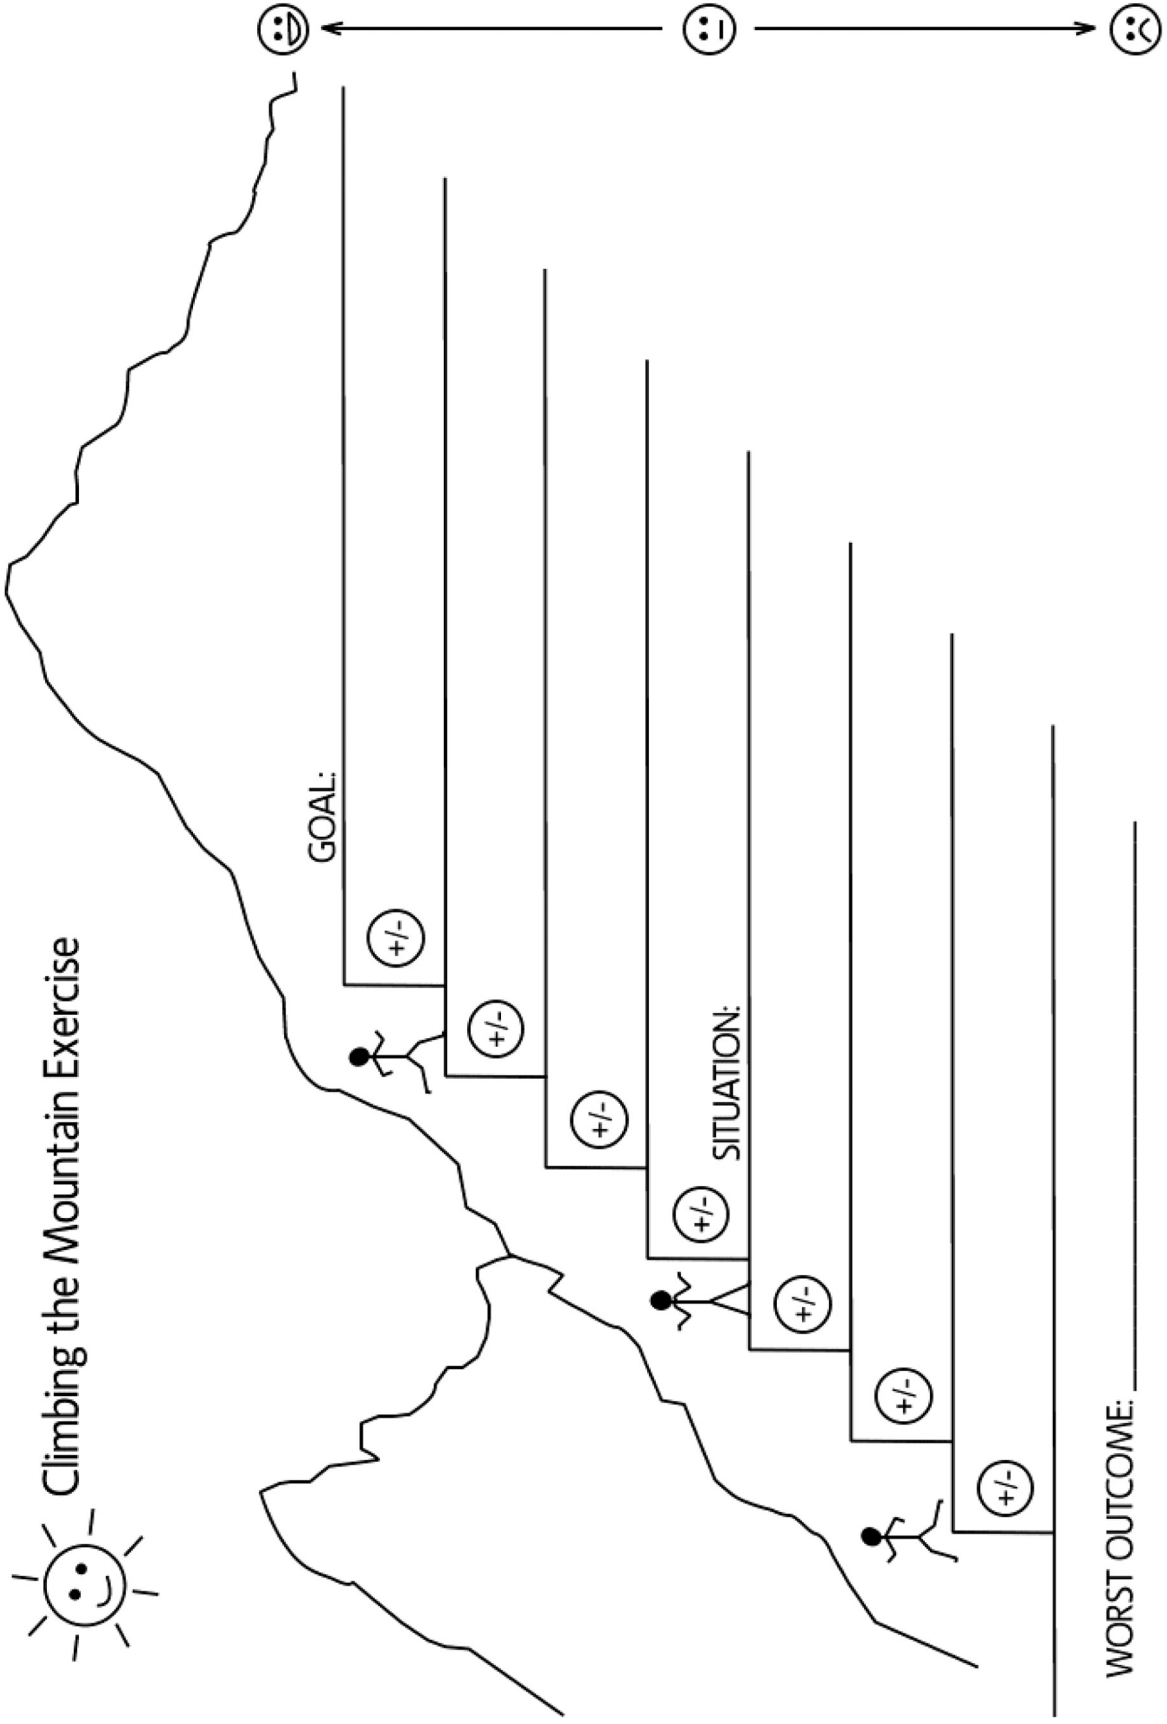 Climbing the Mountain Exercise
GOAL:
+/-
+/-
+/-
+/-
SITUATION:
+/-
+/-
+/-
WORST OUTCOME: